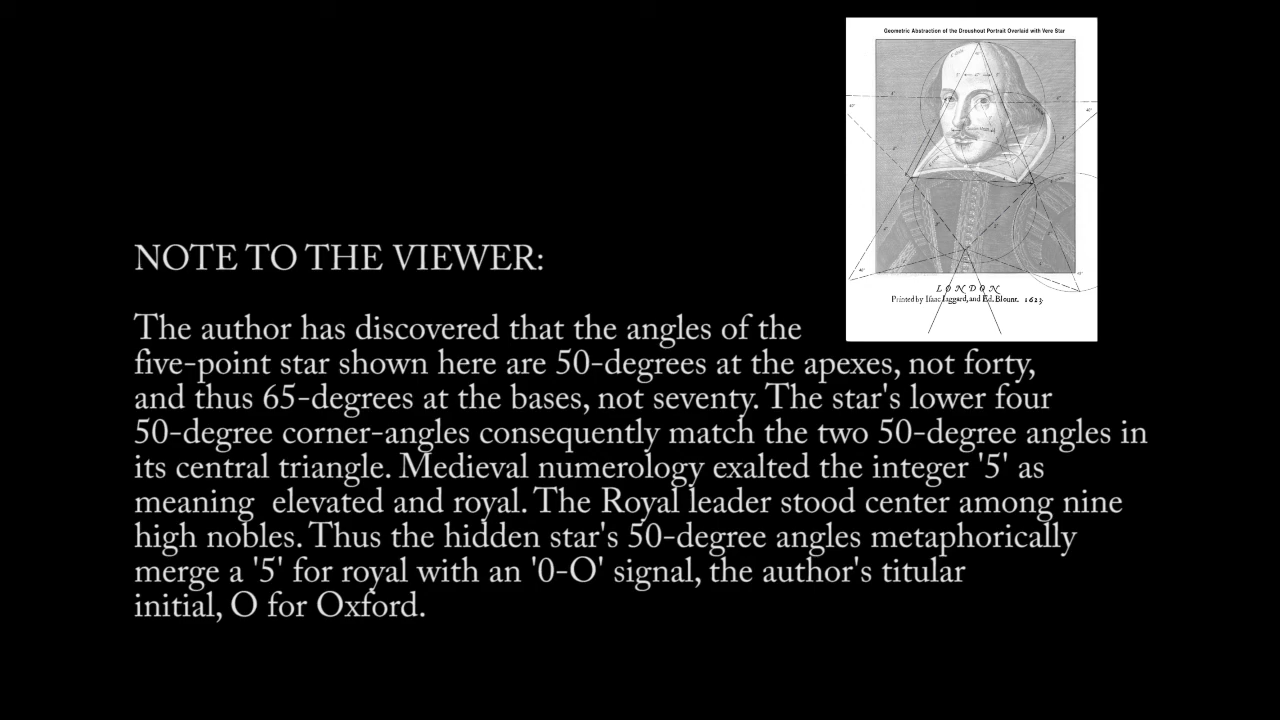 Geometric Abstraction of the Droushout Portrait Overlaid with Vere Star
LONDON
Printed by Isaac Iaggard, and Ed. Blount. 1623
NOTE TO THE VIEWER:
The author has discovered that the angles of the
five-point star shown here are 50-degrees at the apexes, not forty,
and thus 65-degrees at the bases, not seventy. The star's lower four
50-degree corner-angles consequently match the two 50-degree angles in
its central triangle. Medieval numerology exalted the integer '5' as
meaning  elevated and royal. The Royal leader stood center among nine
high nobles. Thus the hidden star's 50-degree angles metaphorically
merge a '5' for royal with an '0-O' signal, the author's titular
initial, O for Oxford.